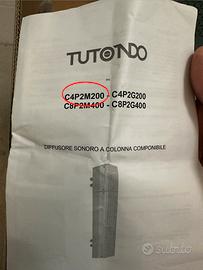 TUTONDO
C4P2M200 - C4P2G200
C8P2M400 - C8P2G400
DIFFUSORE SONORO A COLONNA COMPONIBILE
subito